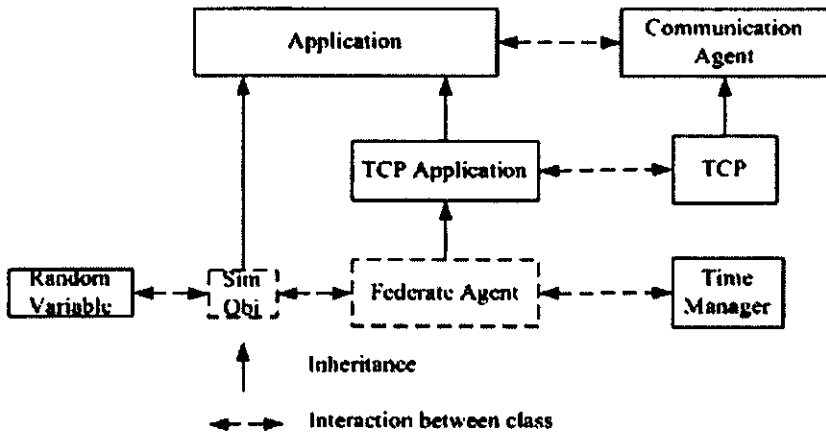 Application
Communication
Agent
TCP Application
TCP
Random
Variable
Sim
Obj
Federate Agent
Time
Manager
Inheritance
Interaction between class